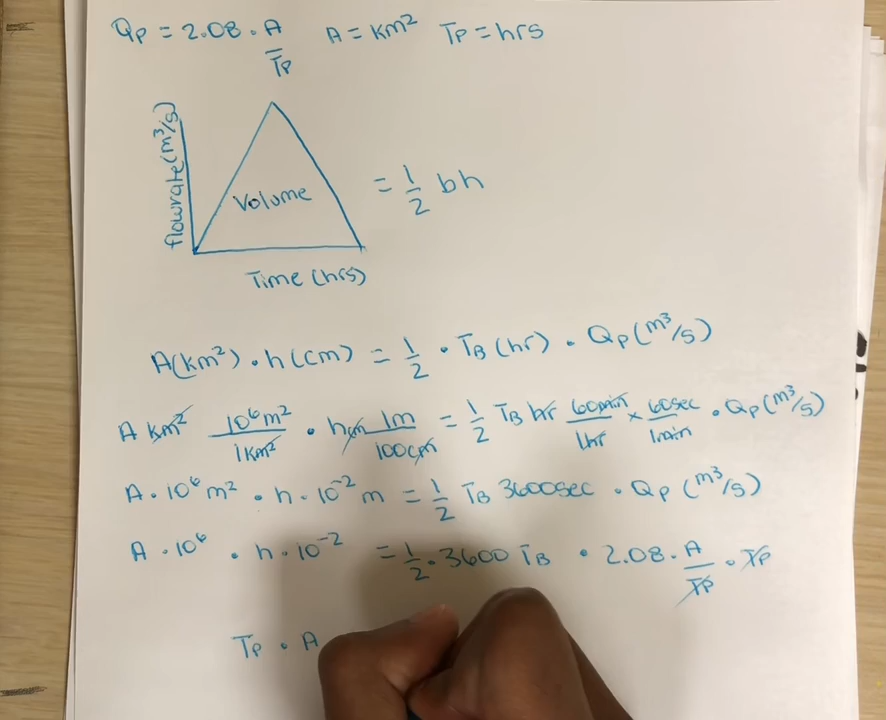 Qp = 2.08 · A/Tp A = km² Tp = hrs
flowrate (m³/s)
Volume
= 1/2 bh
Time (hrs)
A(km²) · h(cm) = 1/2 · TB (hr) · Qp (m³/s)
A km² 10⁶m²/1km² · hcm 1m/100cm = 1/2 TB hr 60min/1hr × 60sec/1min · Qp (m³/s)
A · 10⁶ m² · h · 10⁻² m = 1/2 TB 3600sec · Qp (m³/s)
A · 10⁶ · h · 10⁻² = 1/2 · 3600 TB · 2.08 · A/Tp · Tp
Tp · A